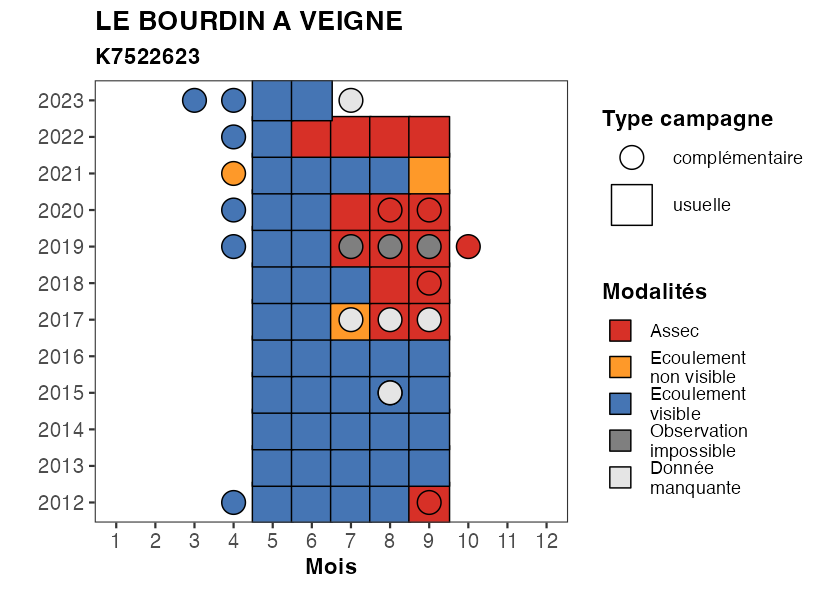 LE BOURDIN A VEIGNE
K7522623
2023
2022
2021
2020
2019
2018
2017
2016
2015
2014
2013
2012
1 2 3 4 5 6 7 8 9 10 11 12
Mois
Type campagne
complémentaire
usuelle
Modalités
Assec
Ecoulement
non visible
Ecoulement
visible
Observation
impossible
Donnée
manquante